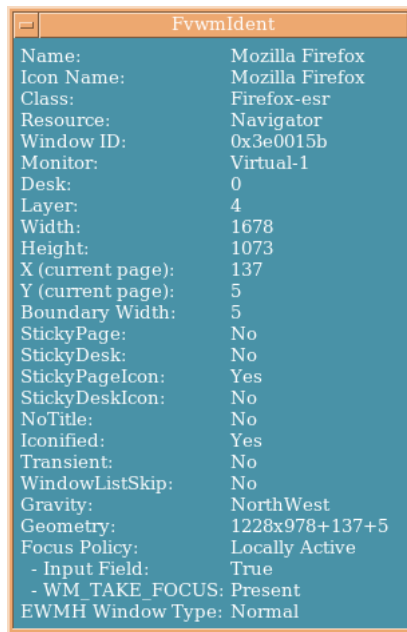 FvwmIdent
Name: Mozilla Firefox
Icon Name: Mozilla Firefox
Class: Firefox-esr
Resource: Navigator
Window ID: 0x3e0015b
Monitor: Virtual-1
Desk: 0
Layer: 4
Width: 1678
Height: 1073
X (current page): 137
Y (current page): 5
Boundary Width: 5
StickyPage: No
StickyDesk: No
StickyPageIcon: Yes
StickyDeskIcon: No
NoTitle: No
Iconified: Yes
Transient: No
WindowListSkip: No
Gravity: NorthWest
Geometry: 1228x978+137+5
Focus Policy: Locally Active
- Input Field: True
- WM_TAKE_FOCUS: Present
EWMH Window Type: Normal